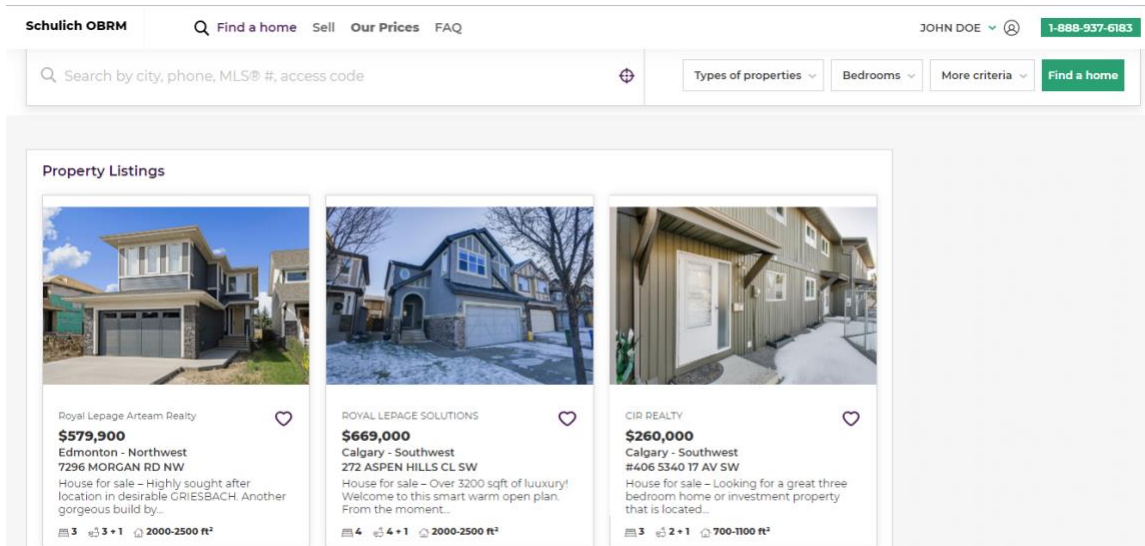 Schulich OBRM
Find a home Sell Our Prices FAQ
JOHN DOE
1-888-937-6183
Search by city, phone, MLS® #, access code
Types of properties
Bedrooms
More criteria
Find a home
Property Listings
Royal Lepage Arteam Realty
$579,900
Edmonton - Northwest
7296 MORGAN RD NW
House for sale – Highly sought after
location in desirable GRIESBACH. Another
gorgeous build by...
3 3 + 1 2000-2500 ft²
ROYAL LEPAGE SOLUTIONS
$669,000
Calgary - Southwest
272 ASPEN HILLS CL SW
House for sale – Over 3200 sqft of luuxury!
Welcome to this smart warm open plan.
From the moment...
4 4 + 1 2000-2500 ft²
CIR REALTY
$260,000
Calgary - Southwest
#406 5340 17 AV SW
House for sale – Looking for a great three
bedroom home or investment property
that is located...
3 2 + 1 700-1100 ft²